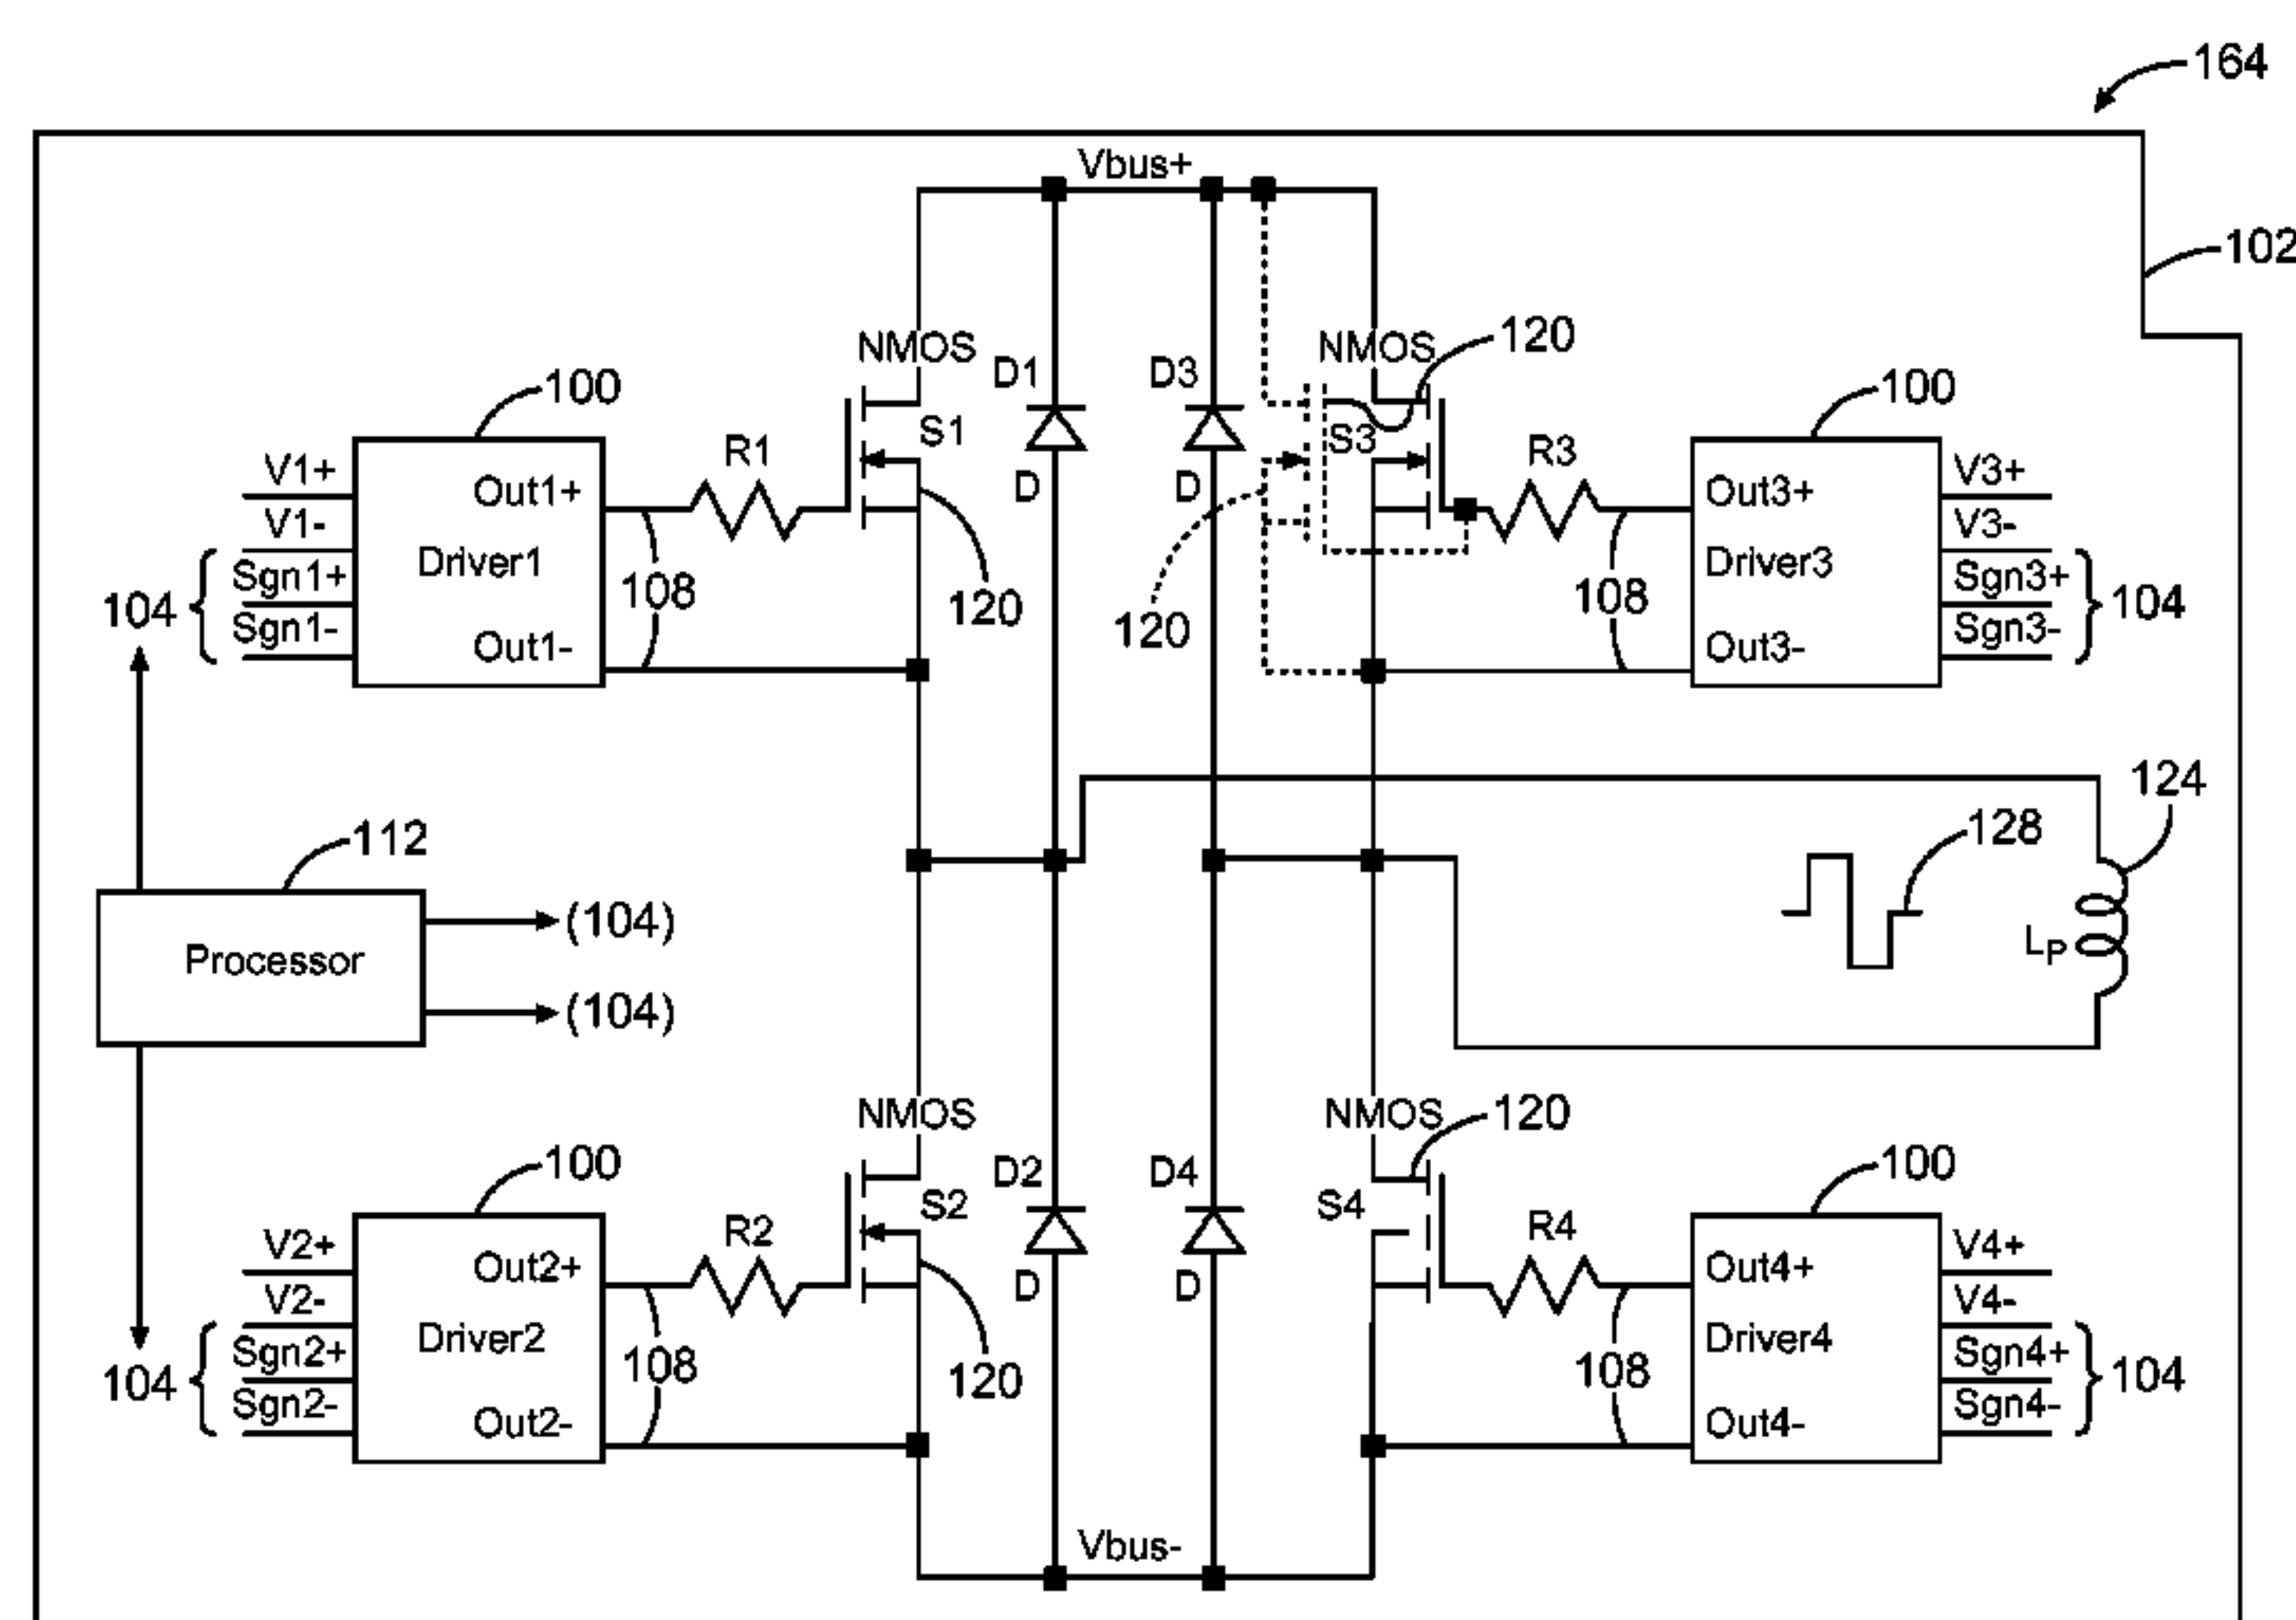 164
Vbus+
102
NMOS
NMOS
120
100
D1
D3
100
R1
S1
S3
R3
V1+
V1-
Sgn1+
Sgn1-
104
Out1+
Driver1
Out1-
108
D
D
120
120
Out3+
Driver3
Out3-
108
V3+
V3-
Sgn3+
Sgn3-
104
124
128
112
Processor
(104)
(104)
LP
NMOS
NMOS
120
100
D2
D4
100
R2
S2
S4
R4
V2+
V2-
Sgn2+
Sgn2-
104
Out2+
Driver2
Out2-
108
D
D
120
Out4+
Driver4
Out4-
108
V4+
V4-
Sgn4+
Sgn4-
104
Vbus-